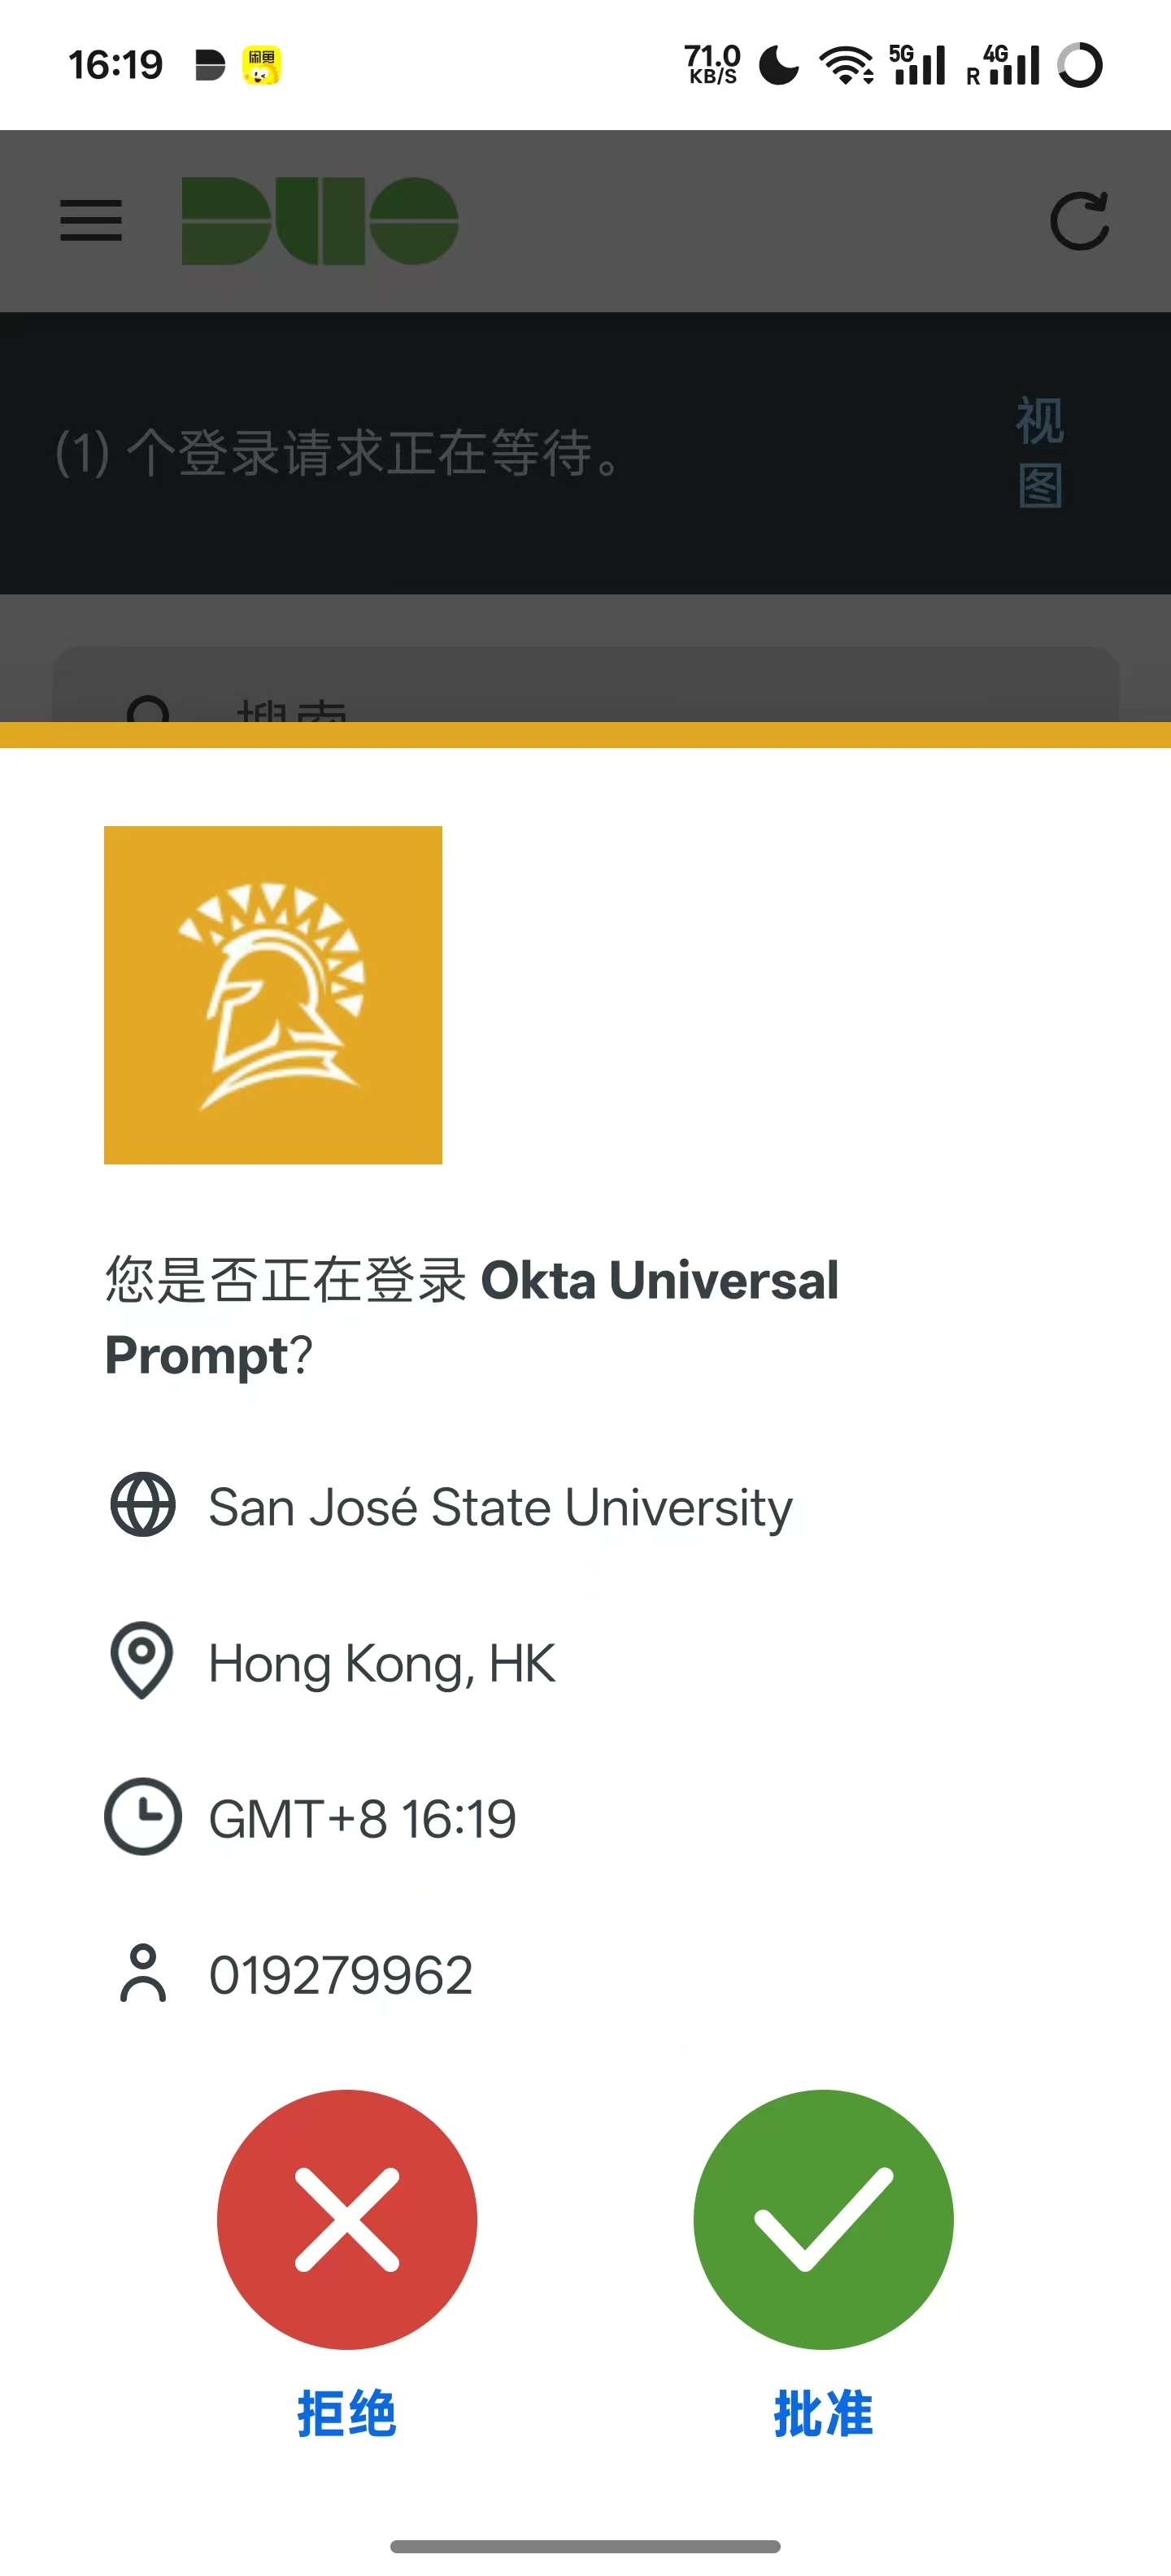 16:19
闲鱼
71.0
KB/S
5G
R 4G
DUO
(1) 个登录请求正在等待。
视
图
搜索
您是否正在登录 Okta Universal
Prompt?
San José State University
Hong Kong, HK
GMT+8 16:19
019279962
拒绝
批准